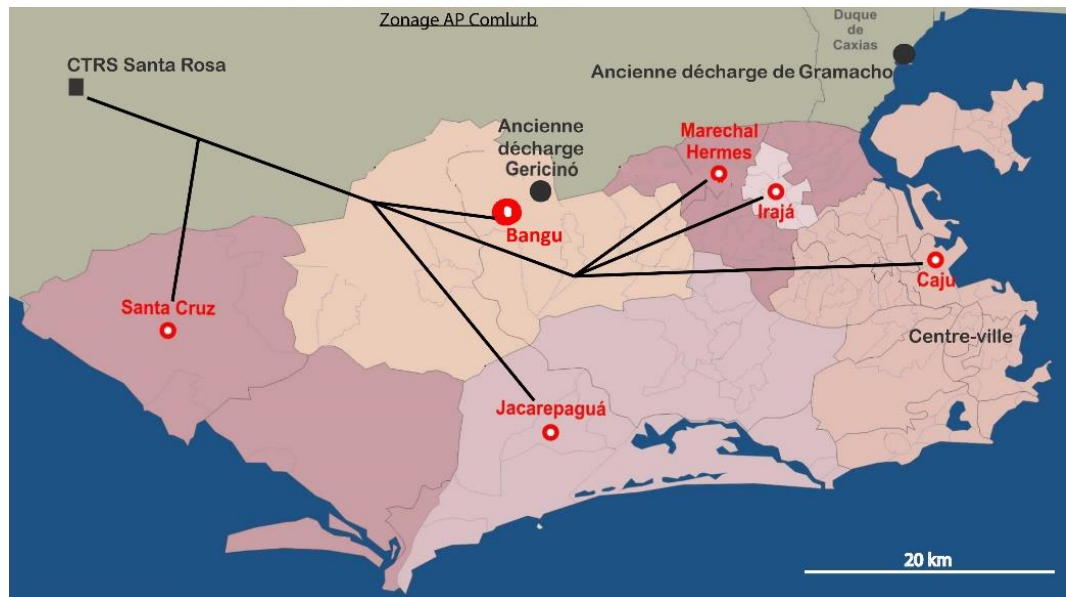 Zonage AP Comlurb
Duque
de
Caxias
CTRS Santa Rosa
Ancienne décharge de Gramacho
Ancienne
décharge
Gericinó
Marechal
Hermes
Irajá
Bangu
Caju
Santa Cruz
Centre-ville
Jacarepaguá
20 km